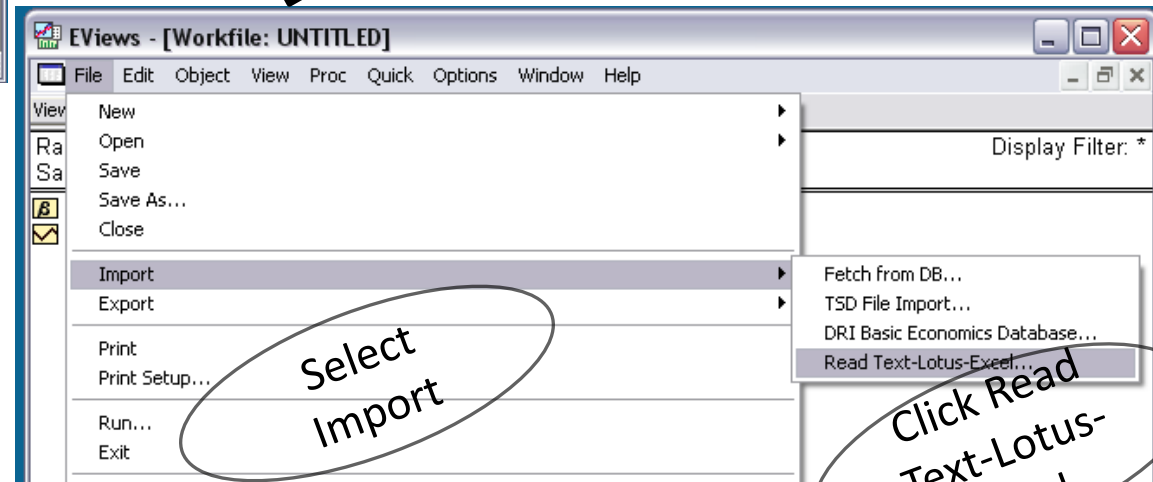 EViews - [Workfile: UNTITLED]
File Edit Object View Proc Quick Options Window Help
View
Ra
Display Filter: *
Sa
New
Open
Save
Save As...
Close
Import
Export
Print
Print Setup...
Run...
Exit
Fetch from DB...
TSD File Import...
DRI Basic Economics Database...
Read Text-Lotus-Excel...
Select
Import
Click Read
Text-Lotus-